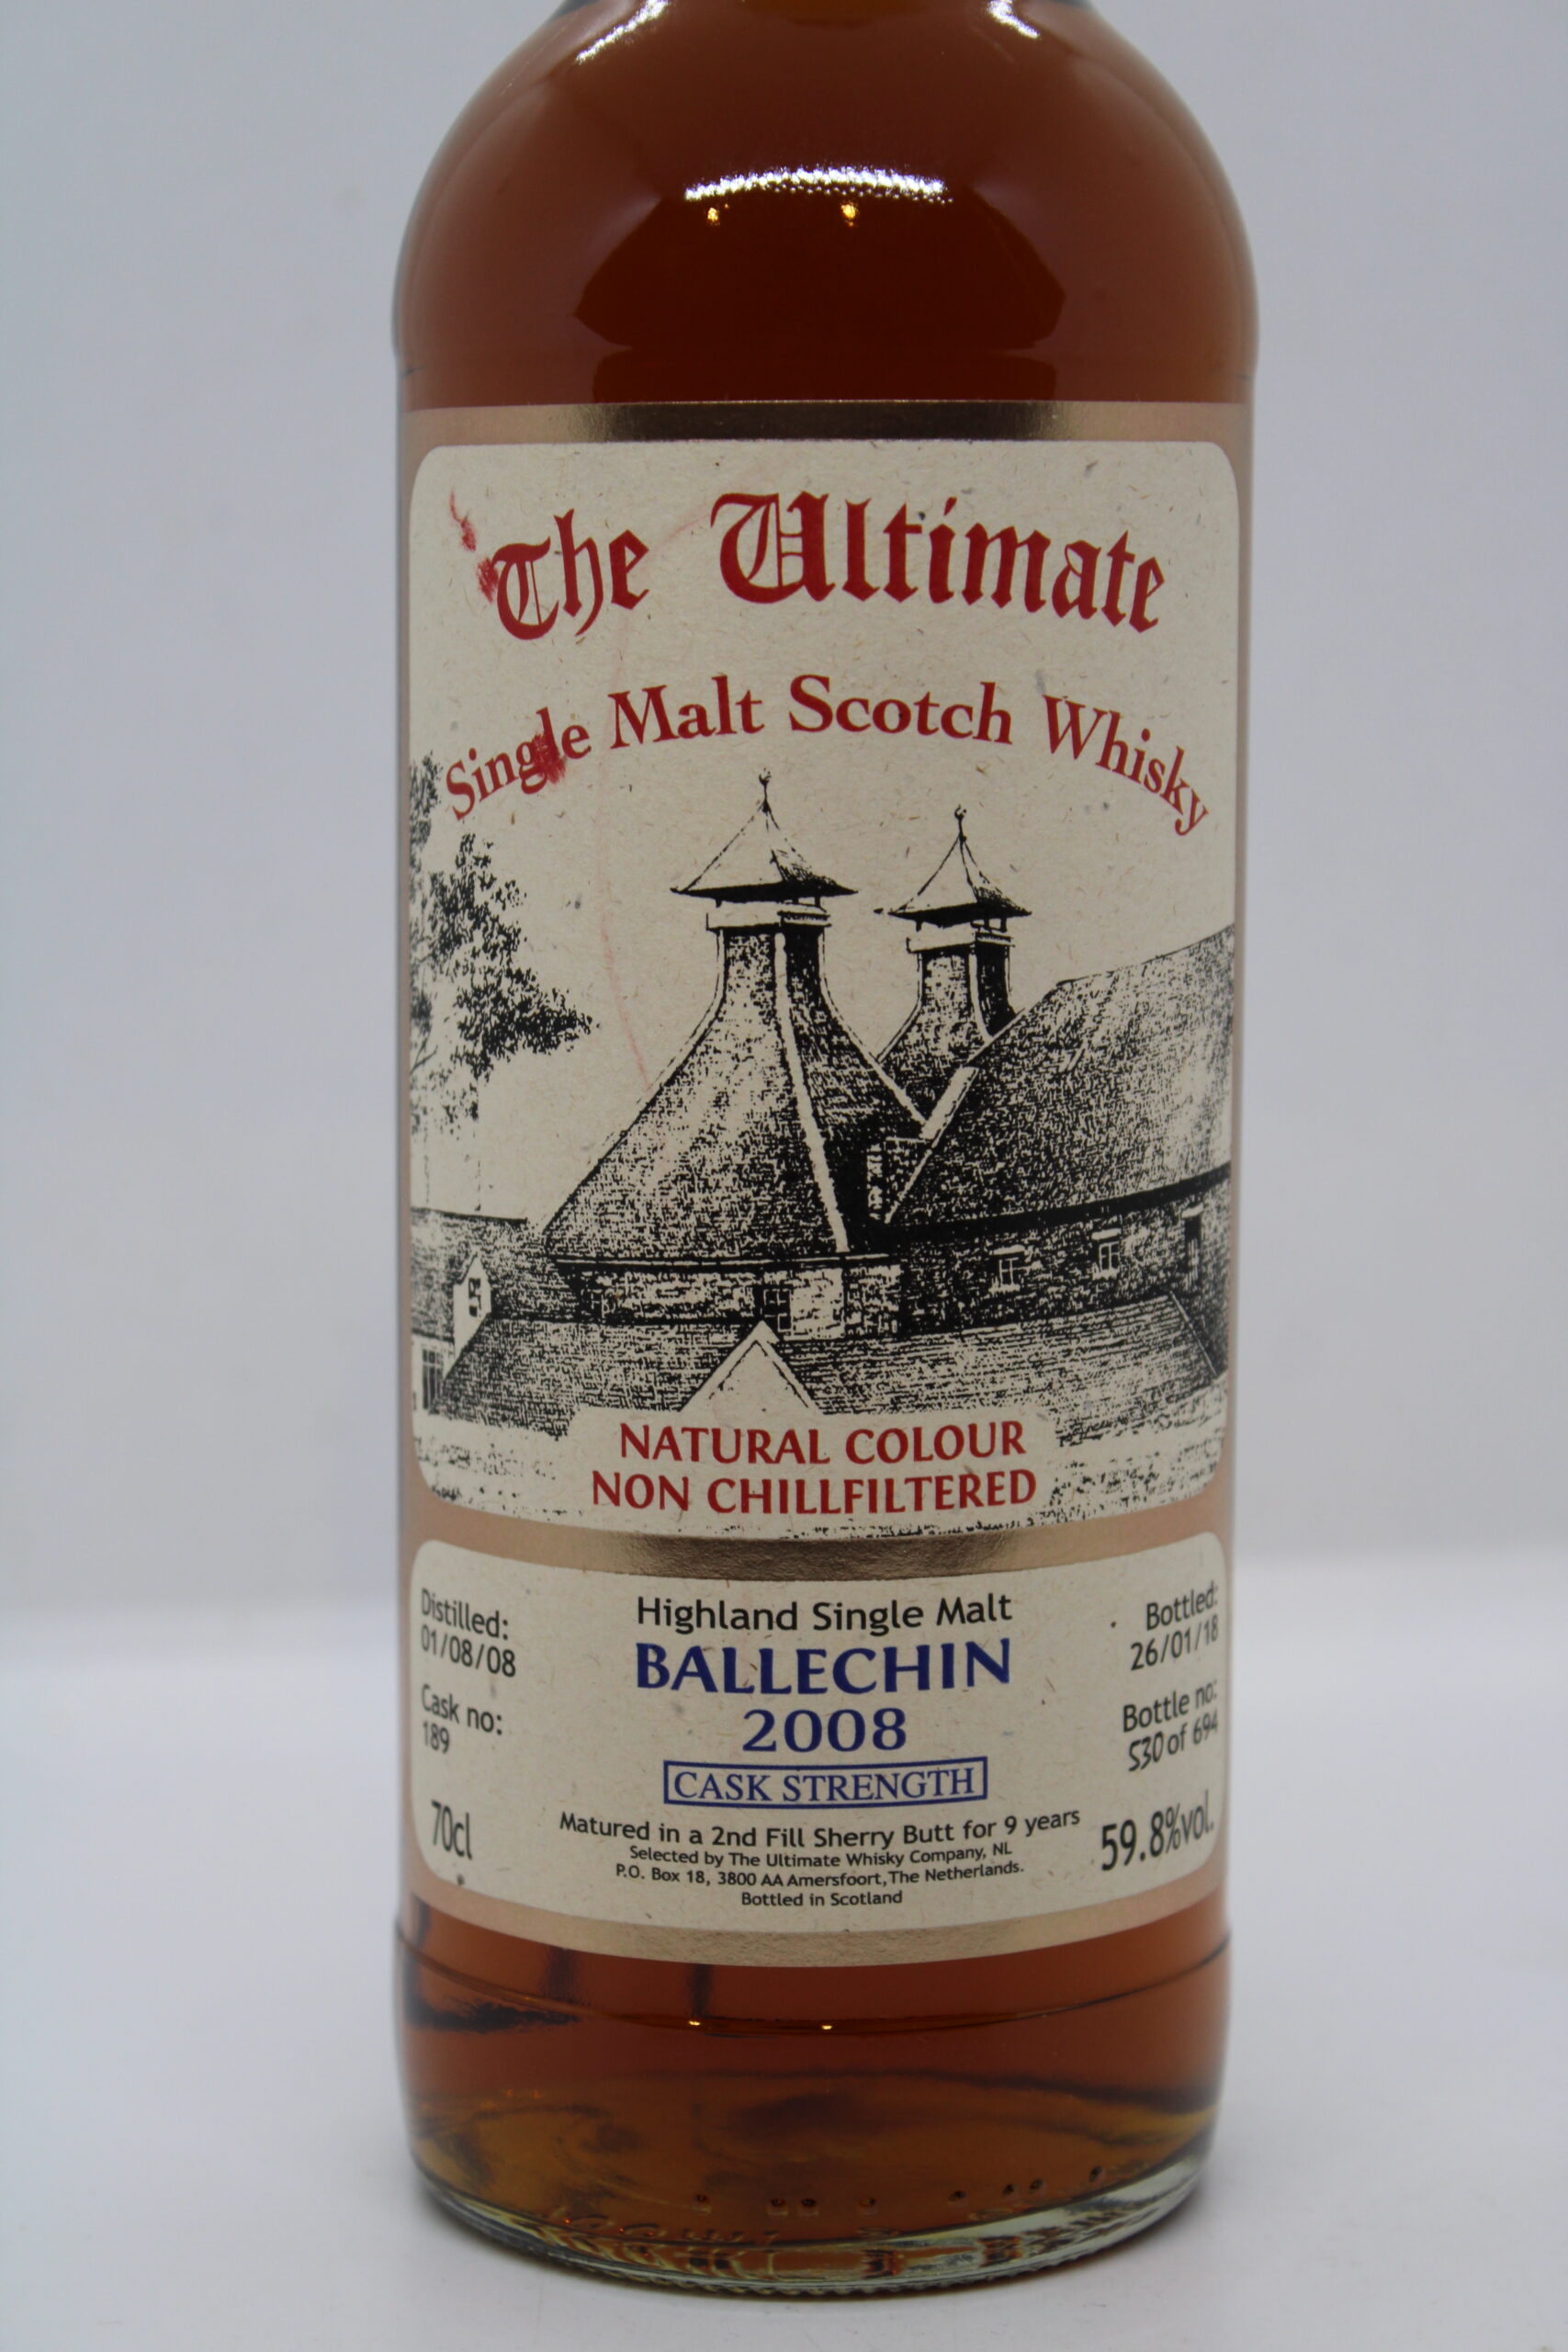 The Ultimate
Single Malt Scotch Whisky
NATURAL COLOUR
NON CHILLFILTERED
Distilled:
01/08/08
Cask no:
189
70cl
Highland Single Malt
BALLECHIN
2008
CASK STRENGTH
Matured in a 2nd Fill Sherry Butt for 9 years
Selected by The Ultimate Whisky Company, NL
P.O. Box 18, 3800 AA Amersfoort, The Netherlands.
Bottled in Scotland
Bottled:
26/01/18
Bottle no:
530 of 694
59.8%vol.